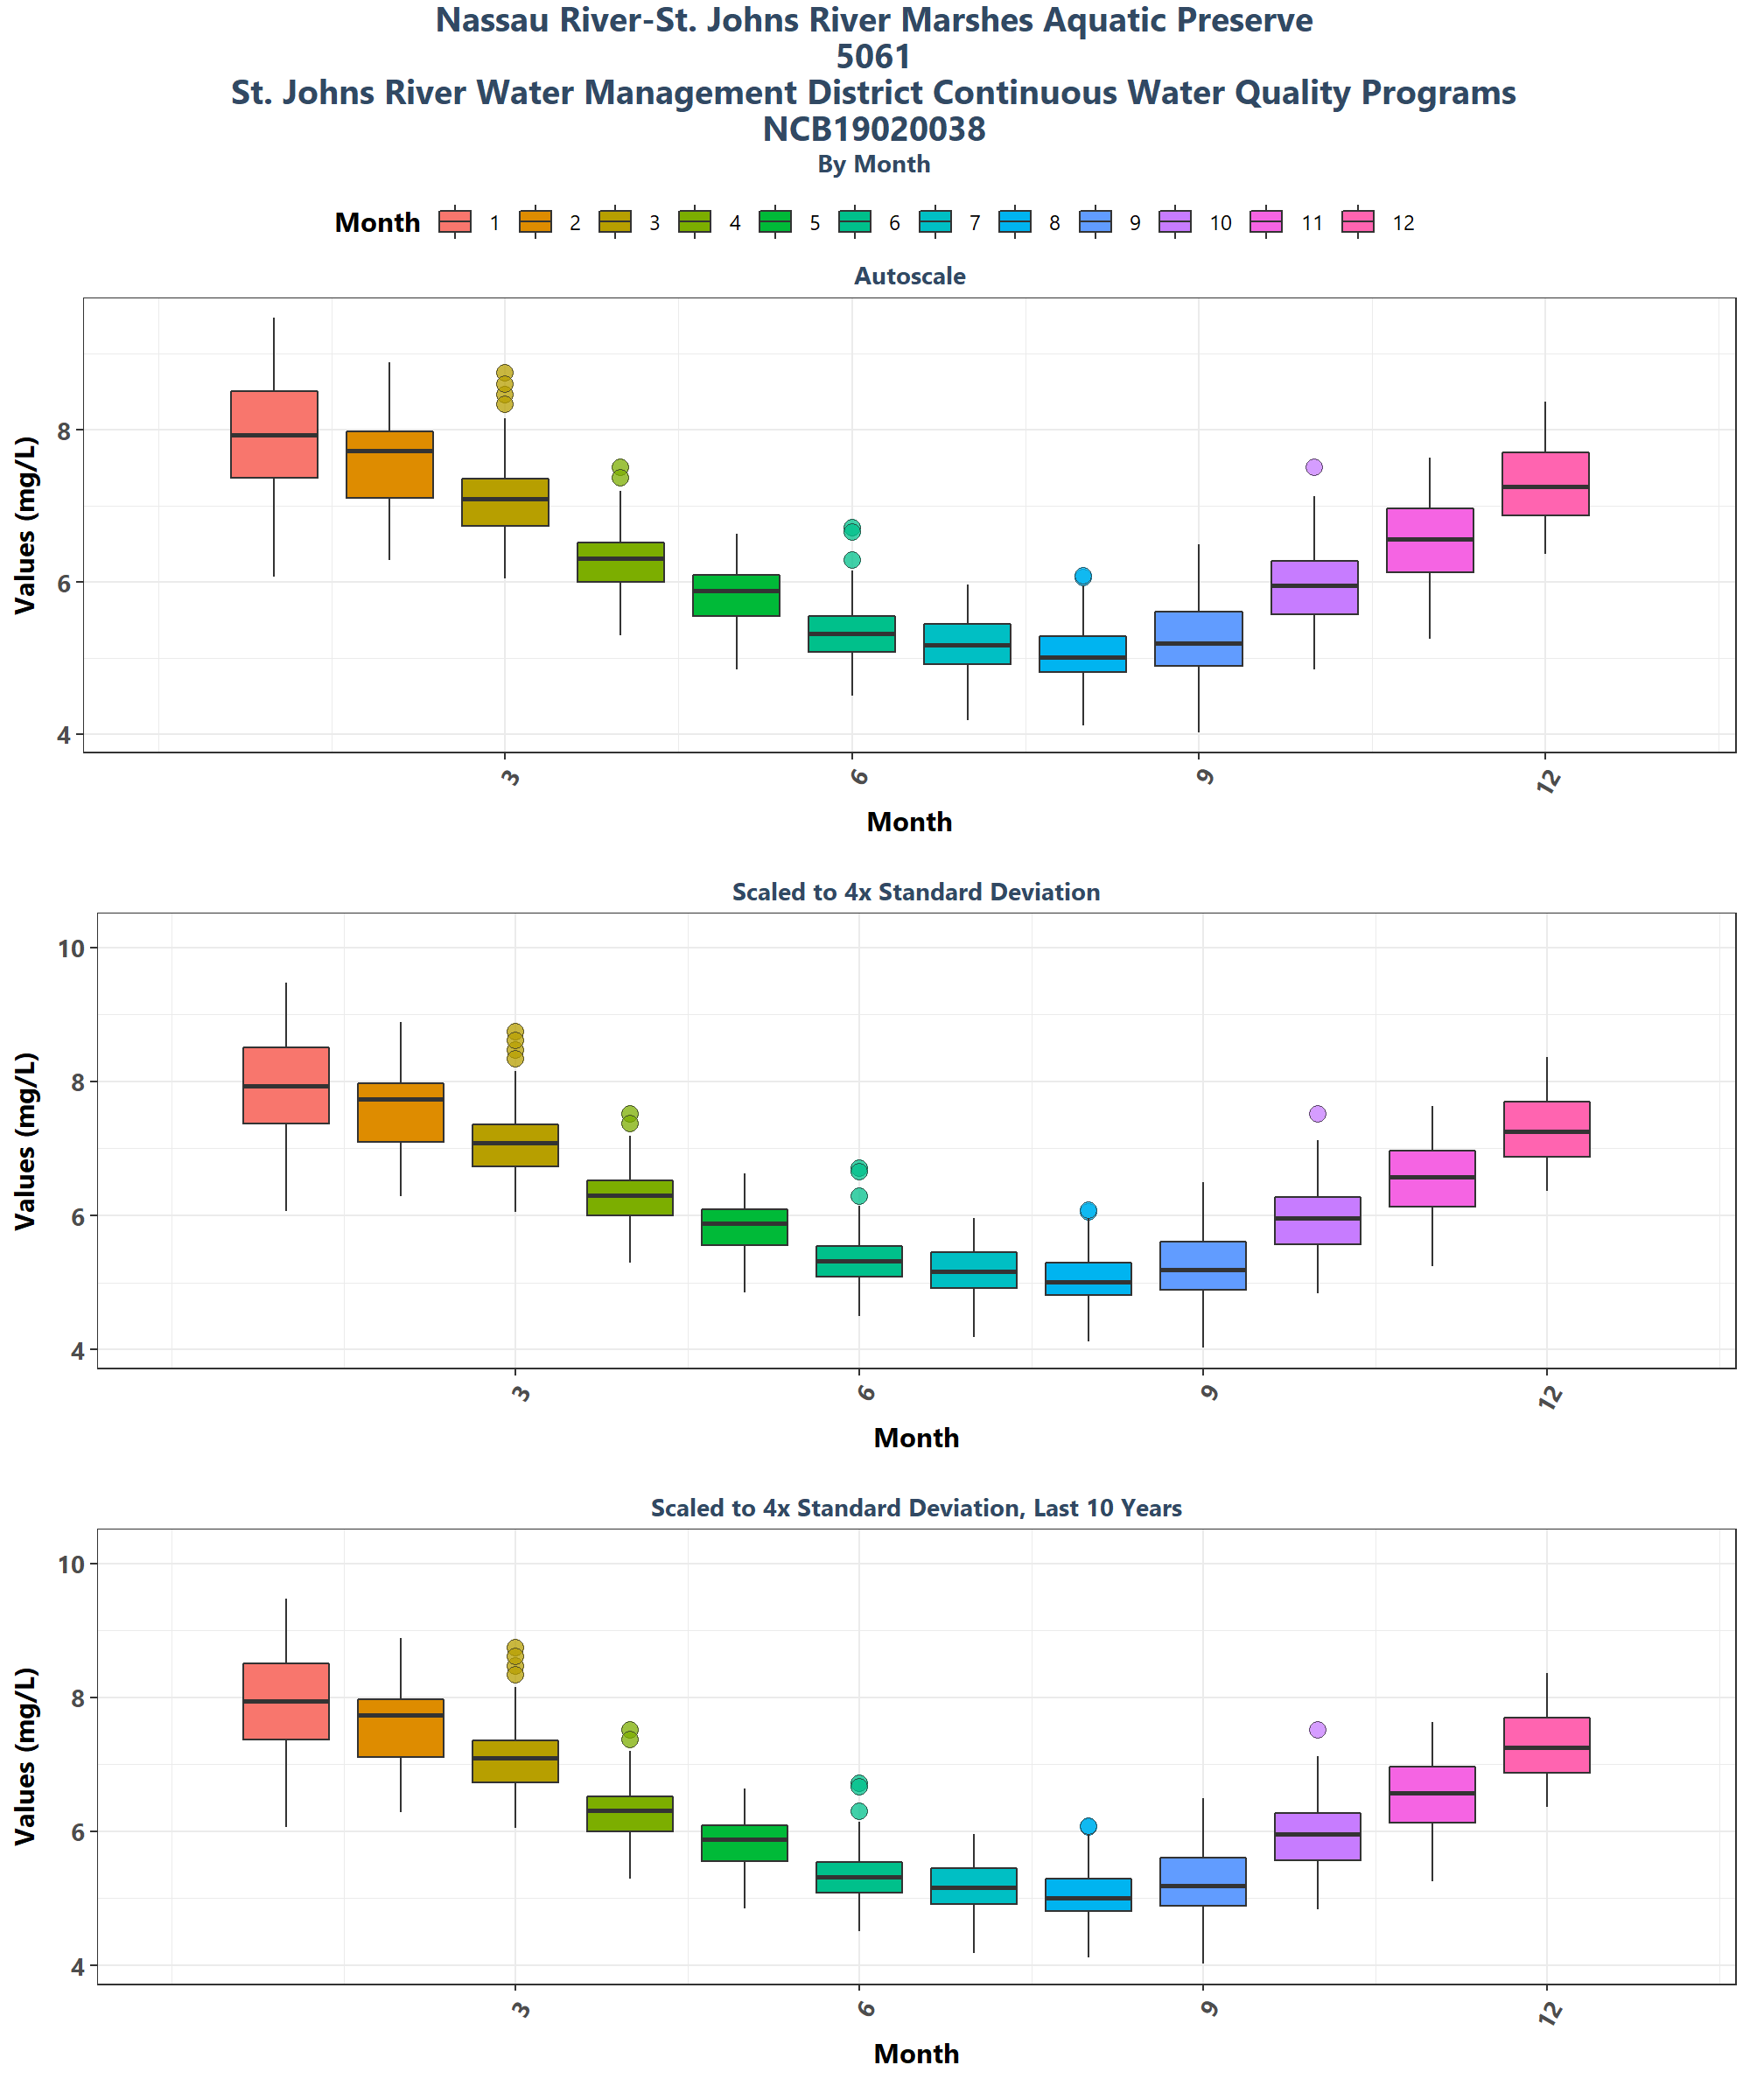 Nassau River-St. Johns River Marshes Aquatic Preserve
5061
St. Johns River Water Management District Continuous Water Quality Programs
NCB19020038
By Month
Month 1 2 3 4 5 6 7 8 9 10 11 12
Autoscale
Values (mg/L)
8
6
4
3 6 9 12
Month
Scaled to 4x Standard Deviation
Values (mg/L)
10
8
6
4
3 6 9 12
Month
Scaled to 4x Standard Deviation, Last 10 Years
Values (mg/L)
10
8
6
4
3 6 9 12
Month